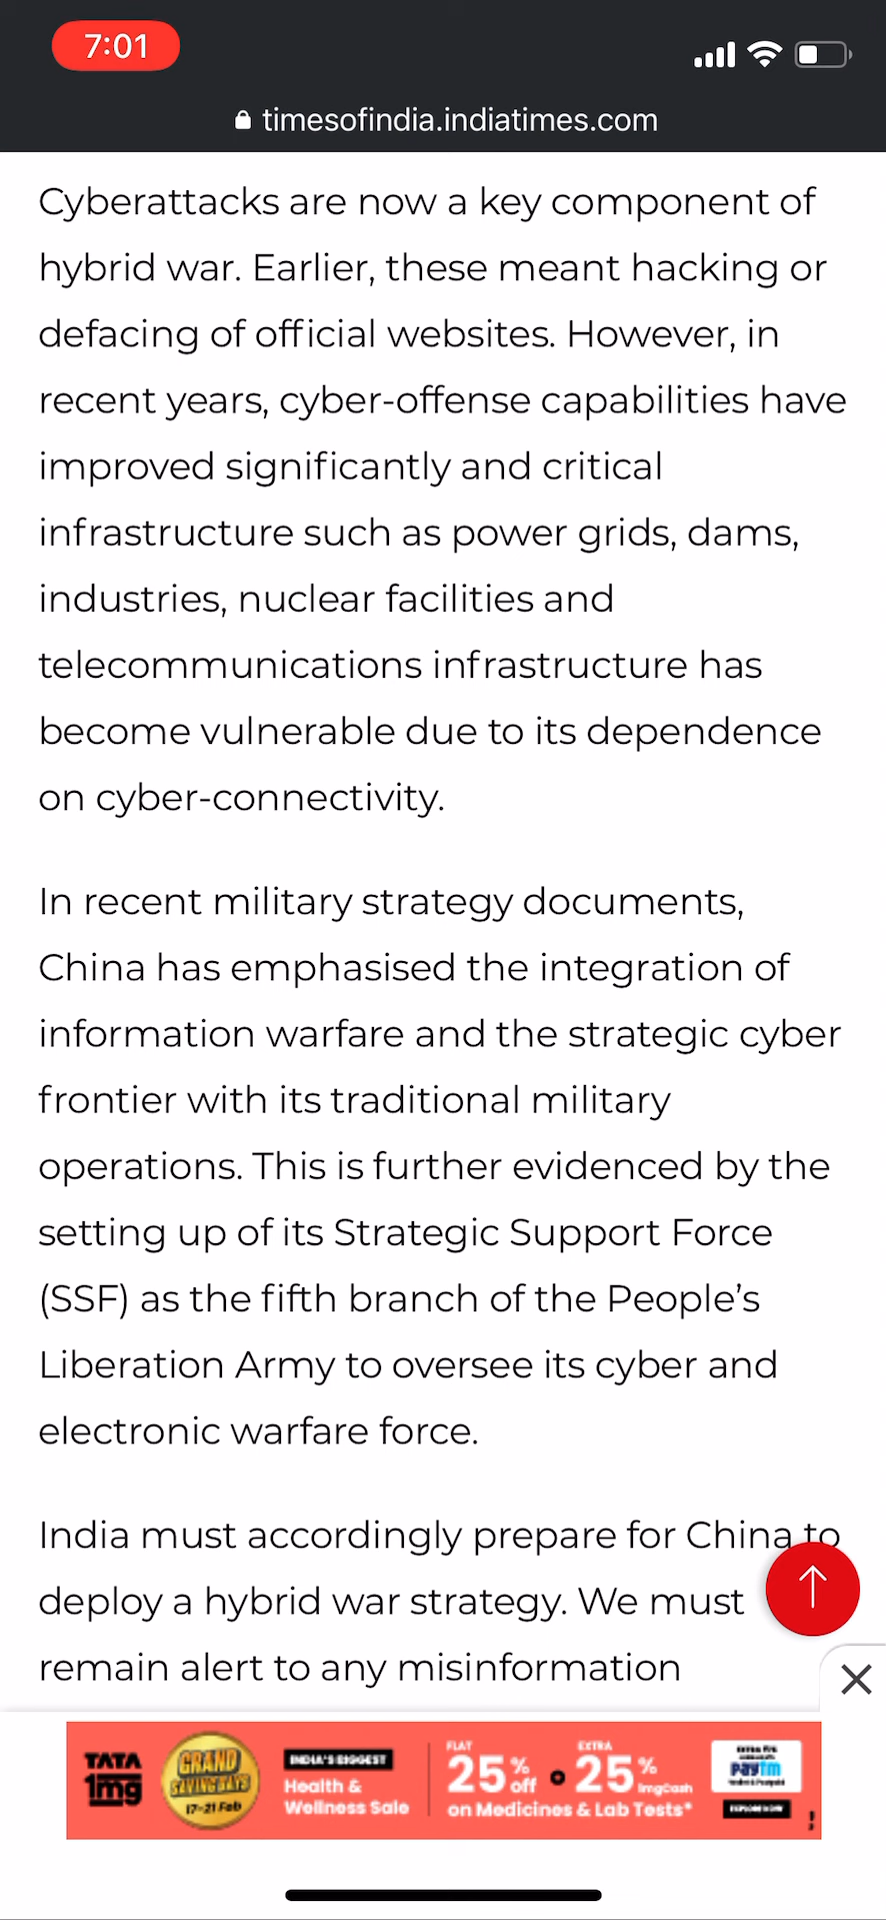 7:01
timesofindia.indiatimes.com
Cyberattacks are now a key component of
hybrid war. Earlier, these meant hacking or
defacing of official websites. However, in
recent years, cyber-offense capabilities have
improved significantly and critical
infrastructure such as power grids, dams,
industries, nuclear facilities and
telecommunications infrastructure has
become vulnerable due to its dependence
on cyber-connectivity.
In recent military strategy documents,
China has emphasised the integration of
information warfare and the strategic cyber
frontier with its traditional military
operations. This is further evidenced by the
setting up of its Strategic Support Force
(SSF) as the fifth branch of the People’s
Liberation Army to oversee its cyber and
electronic warfare force.
India must accordingly prepare for China to
deploy a hybrid war strategy. We must
remain alert to any misinformation
TATA
1mg
GRAND
SAVING DAYS
17-21 Feb
INDIA'S BIGGEST
Health &
Wellness Sale
FLAT
25% off
EXTRA
25% 1mgCash
on Medicines & Lab Tests*
paytm
EXPLORE NOW